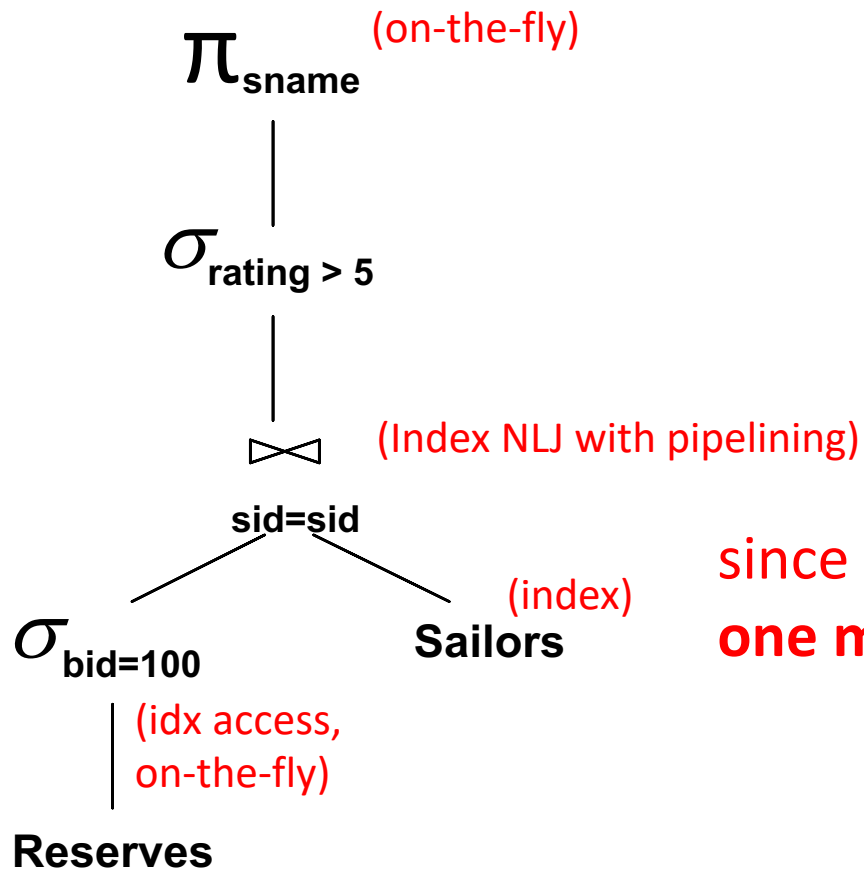 π sname (on-the-fly)
σ rating > 5
(Index NLJ with pipelining)
sid=sid
since
one
(index)
σ bid=100
Sailors
(idx access,
on-the-fly)
Reserves